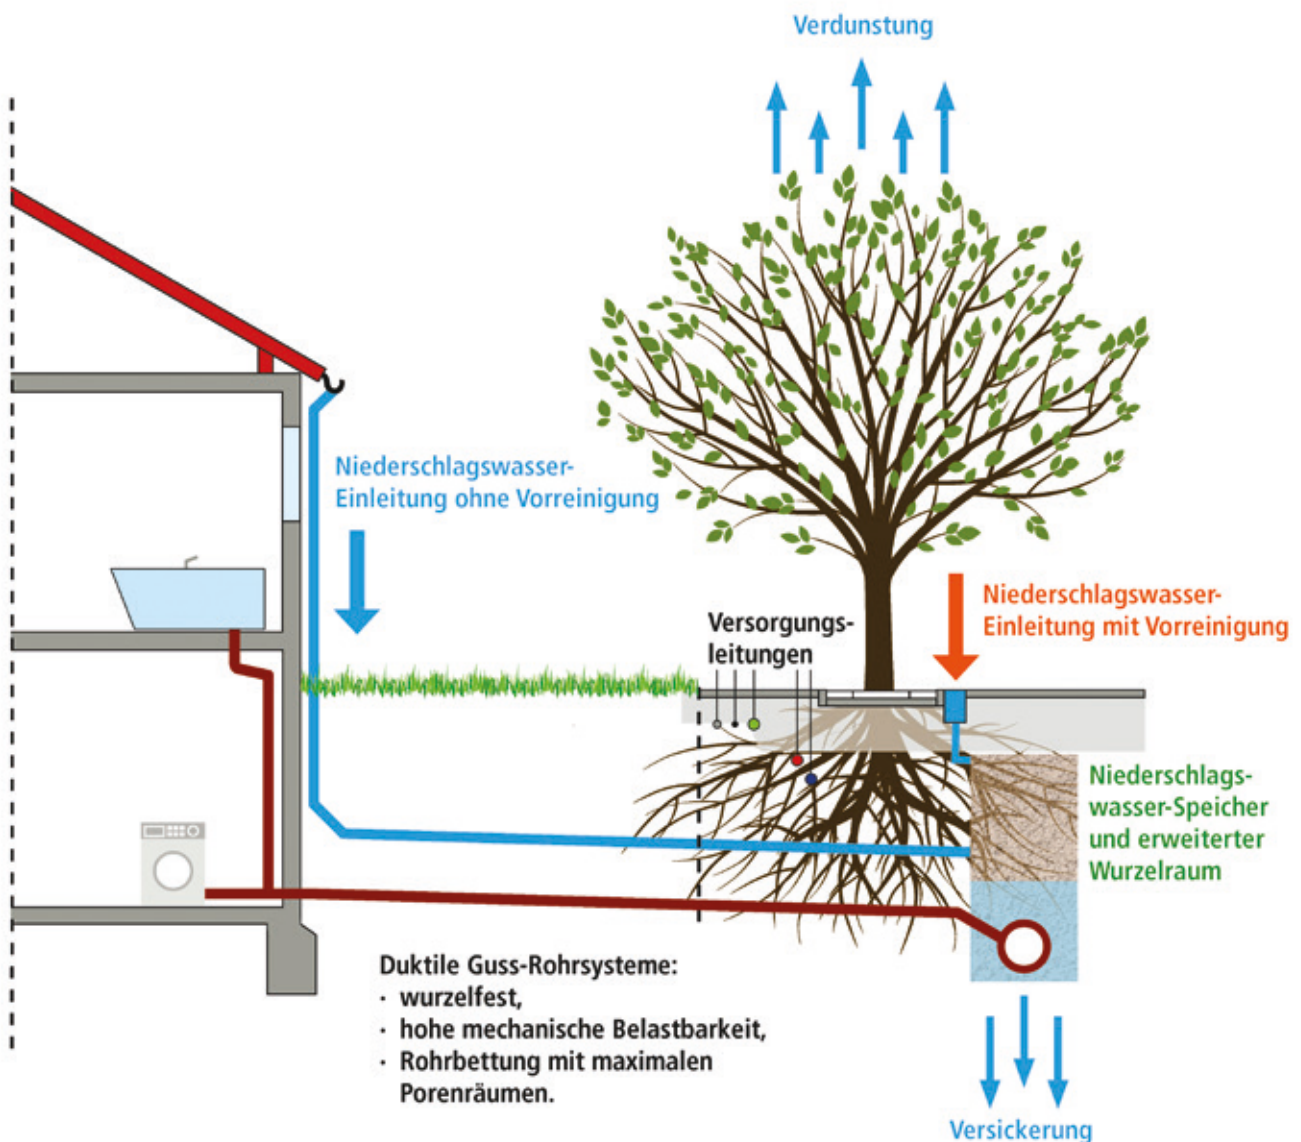 Verdunstung
Niederschlagswasser-
Einleitung ohne Vorreinigung
Niederschlagswasser-
Einleitung mit Vorreinigung
Versorgungs-
leitungen
Niederschlags-
wasser-Speicher
und erweiterter
Wurzelraum
Duktile Guss-Rohrsysteme:
· wurzelfest,
· hohe mechanische Belastbarkeit,
· Rohrbettung mit maximalen
Porenräumen.
Versickerung